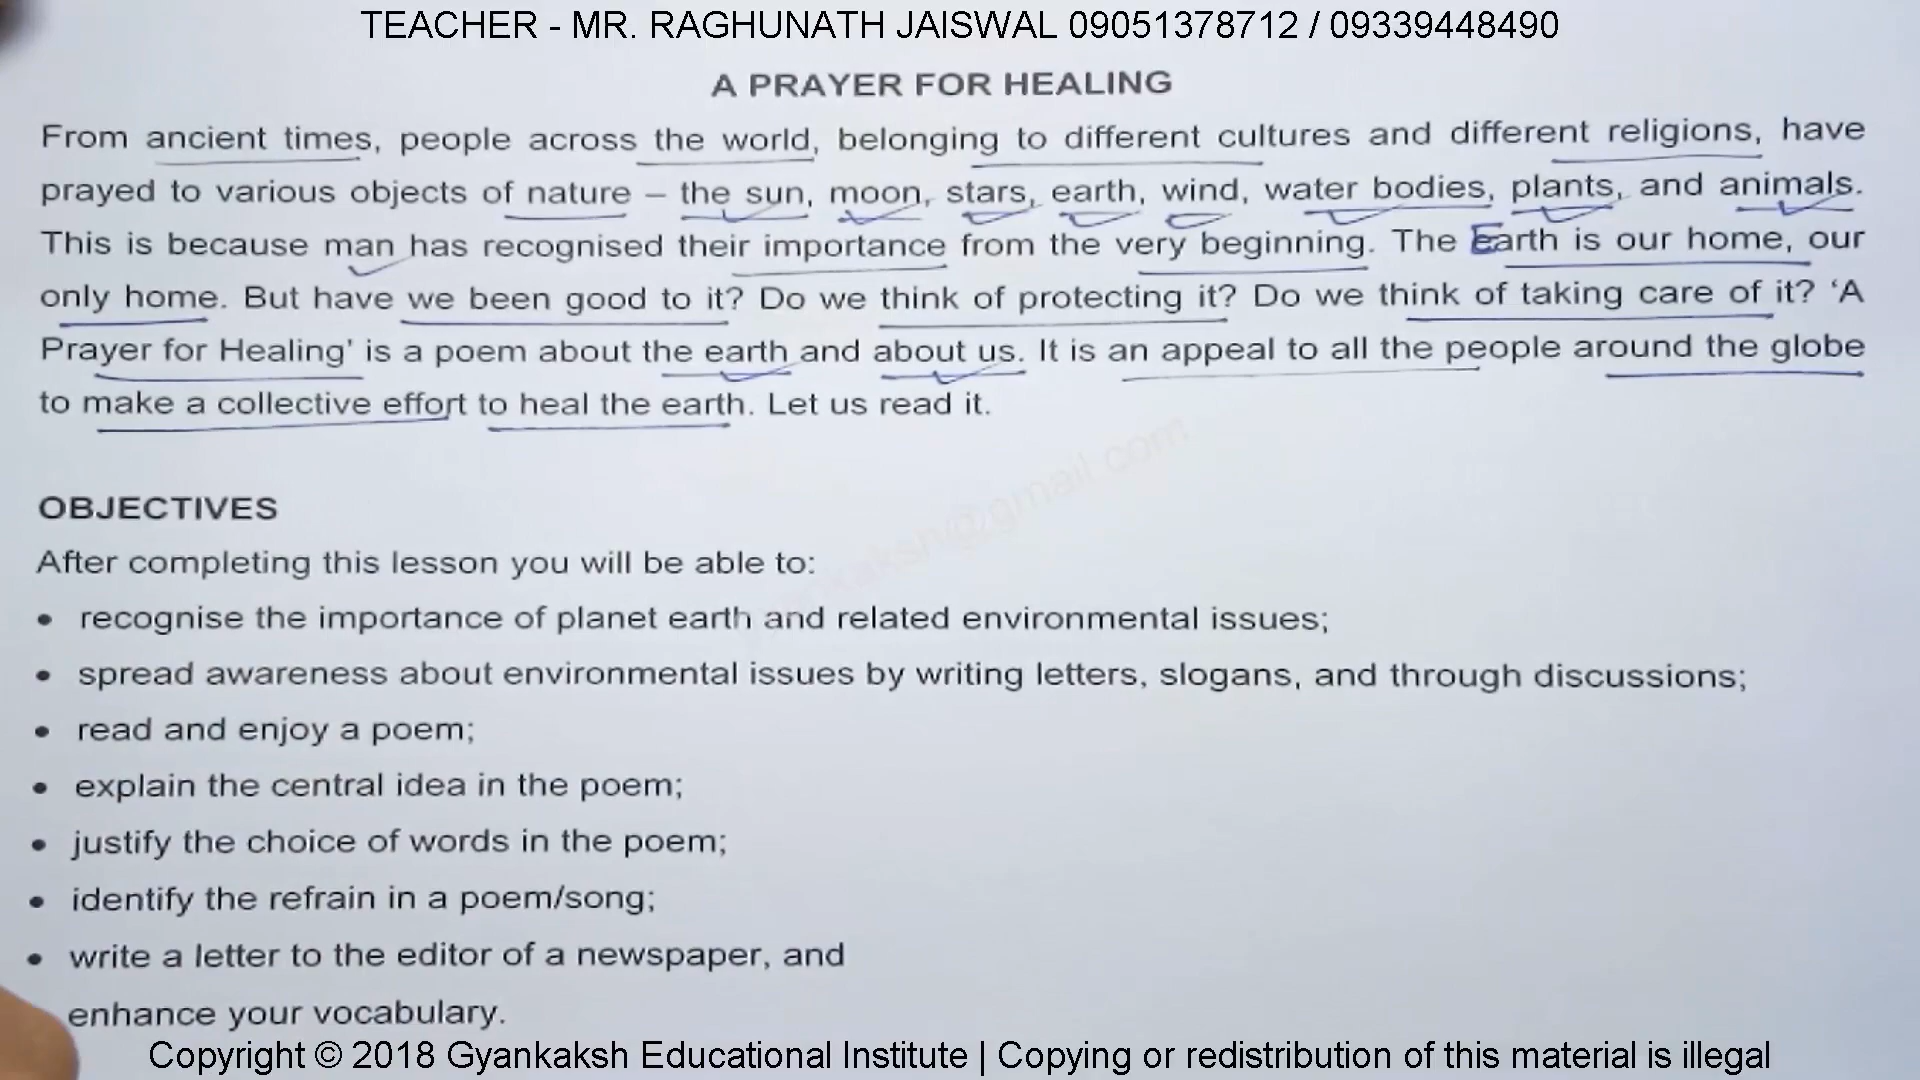 TEACHER - MR. RAGHUNATH JAISWAL 09051378712 / 09339448490
A PRAYER FOR HEALING
From ancient times, people across the world, belonging to different cultures and different religions, have
prayed to various objects of nature – the sun, moon, stars, earth, wind, water bodies, plants, and animals.
This is because man has recognised their importance from the very beginning. The Earth is our home, our
only home. But have we been good to it? Do we think of protecting it? Do we think of taking care of it? ‘A
Prayer for Healing’ is a poem about the earth and about us. It is an appeal to all the people around the globe
to make a collective effort to heal the earth. Let us read it.
OBJECTIVES
After completing this lesson you will be able to:
• recognise the importance of planet earth and related environmental issues;
• spread awareness about environmental issues by writing letters, slogans, and through discussions;
• read and enjoy a poem;
• explain the central idea in the poem;
• justify the choice of words in the poem;
• identify the refrain in a poem/song;
• write a letter to the editor of a newspaper, and
enhance your vocabulary.
Copyright © 2018 Gyankaksh Educational Institute | Copying or redistribution of this material is illegal